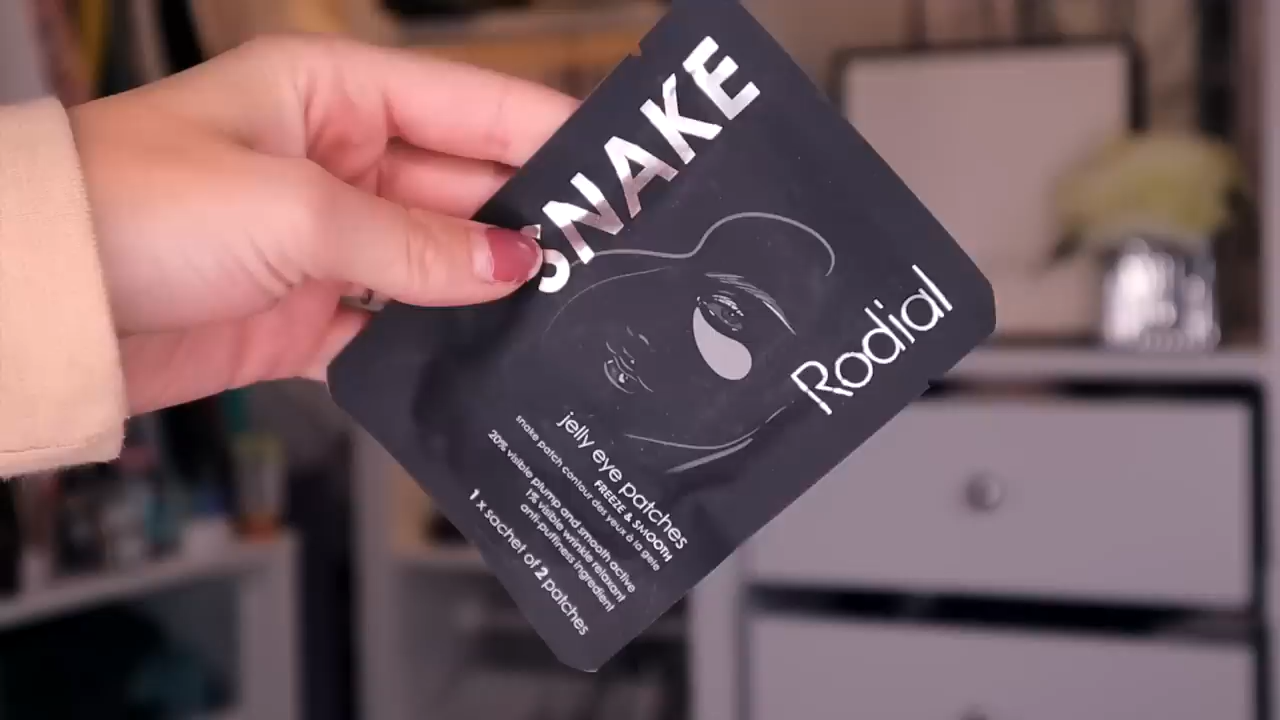 SNAKE
Rodial
jelly eye patches
FREEZE & SMOOTH
snake patch contour des yeux à la gele
20% visible plump and smooth active
1% visible wrinkle relaxant
anti-puffiness ingredient
1 x sachet of 2 patches